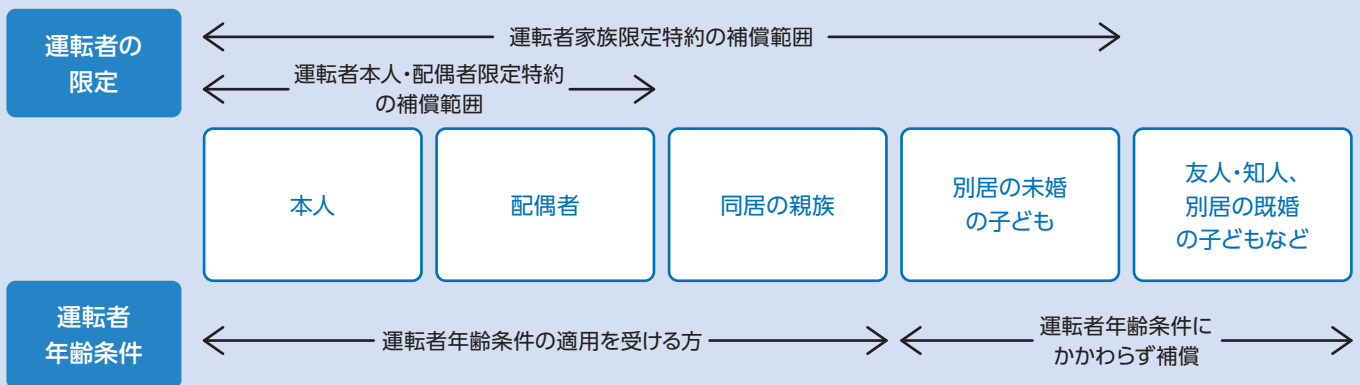 運転者の
限定
運転者家族限定特約の補償範囲
運転者本人・配偶者限定特約
の補償範囲
本人
配偶者
同居の親族
別居の未婚
の子ども
友人・知人、
別居の既婚
の子どもなど
運転者
年齢条件
運転者年齢条件の適用を受ける方
運転者年齢条件に
かかわらず補償